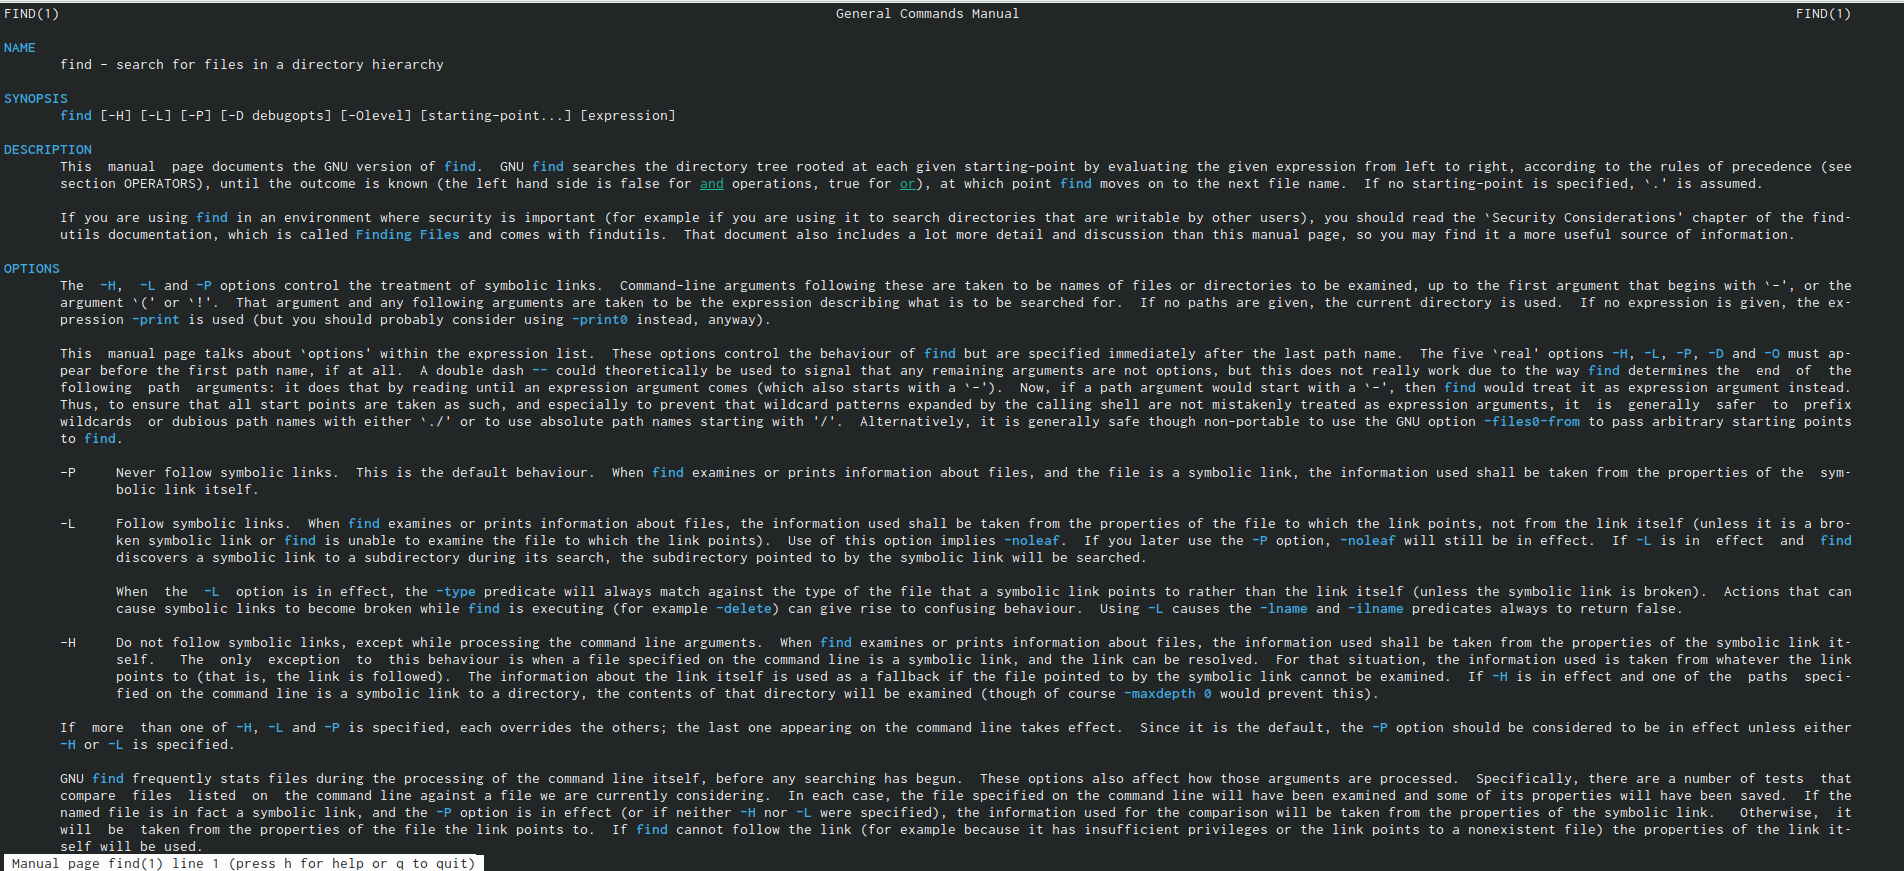 FIND(1) General Commands Manual FIND(1)
NAME
find - search for files in a directory hierarchy
SYNOPSIS
find [-H] [-L] [-P] [-D debugopts] [-Olevel] [starting-point...] [expression]
DESCRIPTION
This manual page documents the GNU version of find. GNU find searches the directory tree rooted at each given starting-point by evaluating the given expression from left to right, according to the rules of precedence (see
section OPERATORS), until the outcome is known (the left hand side is false for and operations, true for or), at which point find moves on to the next file name. If no starting-point is specified, `.' is assumed.
If you are using find in an environment where security is important (for example if you are using it to search directories that are writable by other users), you should read the `Security Considerations' chapter of the find-
utils documentation, which is called Finding Files and comes with findutils. That document also includes a lot more detail and discussion than this manual page, so you may find it a more useful source of information.
OPTIONS
The -H, -L and -P options control the treatment of symbolic links. Command-line arguments following these are taken to be names of files or directories to be examined, up to the first argument that begins with `-', or the
argument `(' or `!'. That argument and any following arguments are taken to be the expression describing what is to be searched for. If no paths are given, the current directory is used. If no expression is given, the ex-
pression -print is used (but you should probably consider using -print0 instead, anyway).
This manual page talks about `options' within the expression list. These options control the behaviour of find but are specified immediately after the last path name. The five `real' options -H, -L, -P, -D and -O must ap-
pear before the first path name, if at all. A double dash -- could theoretically be used to signal that any remaining arguments are not options, but this does not really work due to the way find determines the end of the
following path arguments: it does that by reading until an expression argument comes (which also starts with a `-'). Now, if a path argument would start with a `-', then find would treat it as expression argument instead.
Thus, to ensure that all start points are taken as such, and especially to prevent that wildcard patterns expanded by the calling shell are not mistakenly treated as expression arguments, it is generally safer to prefix
wildcards or dubious path names with either `./' or to use absolute path names starting with '/'. Alternatively, it is generally safe though non-portable to use the GNU option -files0-from to pass arbitrary starting points
to find.
-P Never follow symbolic links. This is the default behaviour. When find examines or prints information about files, and the file is a symbolic link, the information used shall be taken from the properties of the sym-
bolic link itself.
-L Follow symbolic links. When find examines or prints information about files, the information used shall be taken from the properties of the file to which the link points, not from the link itself (unless it is a bro-
ken symbolic link or find is unable to examine the file to which the link points). Use of this option implies -noleaf. If you later use the -P option, -noleaf will still be in effect. If -L is in effect and find
discovers a symbolic link to a subdirectory during its search, the subdirectory pointed to by the symbolic link will be searched.
When the -L option is in effect, the -type predicate will always match against the type of the file that a symbolic link points to rather than the link itself (unless the symbolic link is broken). Actions that can
cause symbolic links to become broken while find is executing (for example -delete) can give rise to confusing behaviour. Using -L causes the -lname and -ilname predicates always to return false.
-H Do not follow symbolic links, except while processing the command line arguments. When find examines or prints information about files, the information used shall be taken from the properties of the symbolic link it-
self. The only exception to this behaviour is when a file specified on the command line is a symbolic link, and the link can be resolved. For that situation, the information used is taken from whatever the link
points to (that is, the link is followed). The information about the link itself is used as a fallback if the file pointed to by the symbolic link cannot be examined. If -H is in effect and one of the paths speci-
fied on the command line is a symbolic link to a directory, the contents of that directory will be examined (though of course -maxdepth 0 would prevent this).
If more than one of -H, -L and -P is specified, each overrides the others; the last one appearing on the command line takes effect. Since it is the default, the -P option should be considered to be in effect unless either
-H or -L is specified.
GNU find frequently stats files during the processing of the command line itself, before any searching has begun. These options also affect how those arguments are processed. Specifically, there are a number of tests that
compare files listed on the command line against a file we are currently considering. In each case, the file specified on the command line will have been examined and some of its properties will have been saved. If the
named file is in fact a symbolic link, and the -P option is in effect (or if neither -H nor -L were specified), the information used for the comparison will be taken from the properties of the symbolic link. Otherwise, it
will be taken from the properties of the file the link points to. If find cannot follow the link (for example because it has insufficient privileges or the link points to a nonexistent file) the properties of the link it-
self will be used.
Manual page find(1) line 1 (press h for help or q to quit)